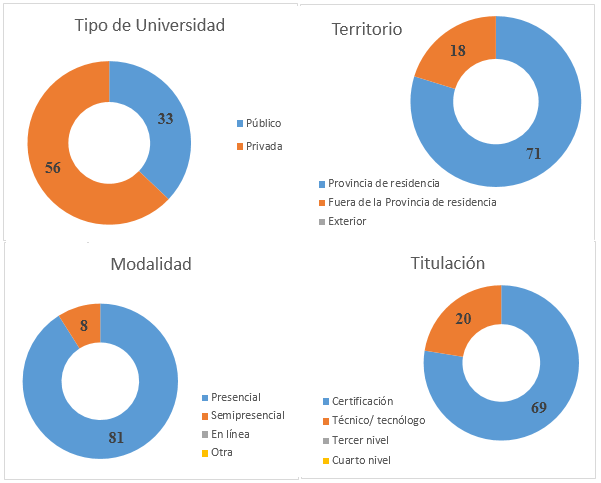 Tipo de Universidad
33
56
Público
Privada
Territorio
18
71
Provincia de residencia
Fuera de la Provincia de residencia
Exterior
Modalidad
8
81
Presencial
Semipresencial
En línea
Otra
Titulación
20
69
Certificación
Técnico/ tecnólogo
Tercer nivel
Cuarto nivel